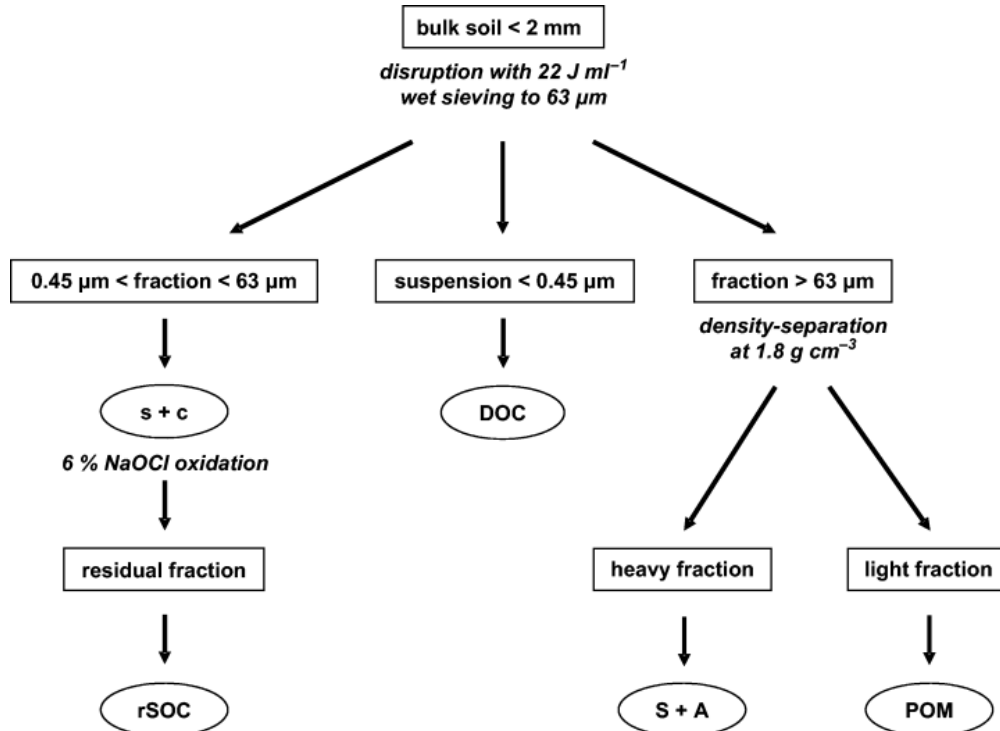 bulk soil < 2 mm
disruption with 22 J ml⁻¹
wet sieving to 63 µm
0.45 µm < fraction < 63 µm
suspension < 0.45 µm
fraction > 63 µm
density-separation
at 1.8 g cm⁻³
s + c
DOC
6 % NaOCl oxidation
residual fraction
heavy fraction
light fraction
rSOC
S + A
POM